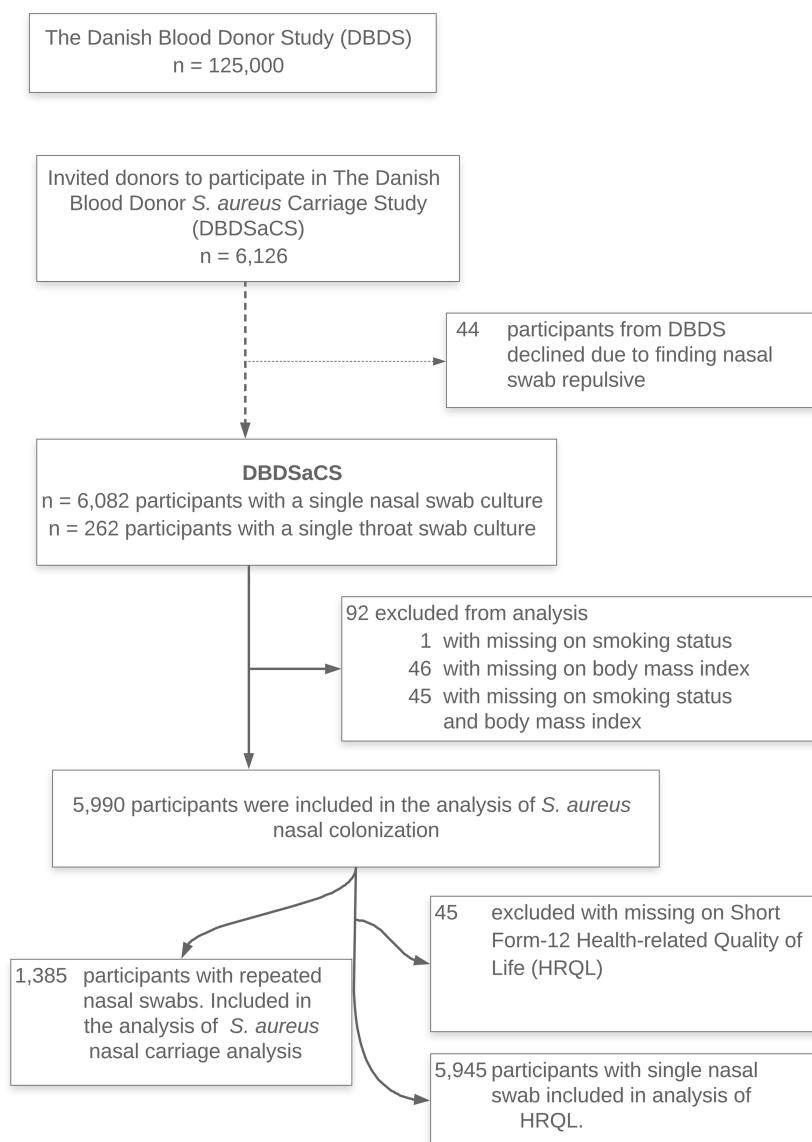 The Danish Blood Donor Study (DBDS)
n = 125,000
Invited donors to participate in The Danish
Blood Donor S. aureus Carriage Study
(DBDSaCS)
n = 6,126
44 participants from DBDS
declined due to finding nasal
swab repulsive
DBDSaCS
n = 6,082 participants with a single nasal swab culture
n = 262 participants with a single throat swab culture
92 excluded from analysis
1 with missing on smoking status
46 with missing on body mass index
45 with missing on smoking status
and body mass index
5,990 participants were included in the analysis of S. aureus
nasal colonization
45 excluded with missing on Short
Form-12 Health-related Quality of
Life (HRQL)
1,385 participants with repeated
nasal swabs. Included in
the analysis of S. aureus
nasal carriage analysis
5,945 participants with single nasal
swab included in analysis of
HRQL.